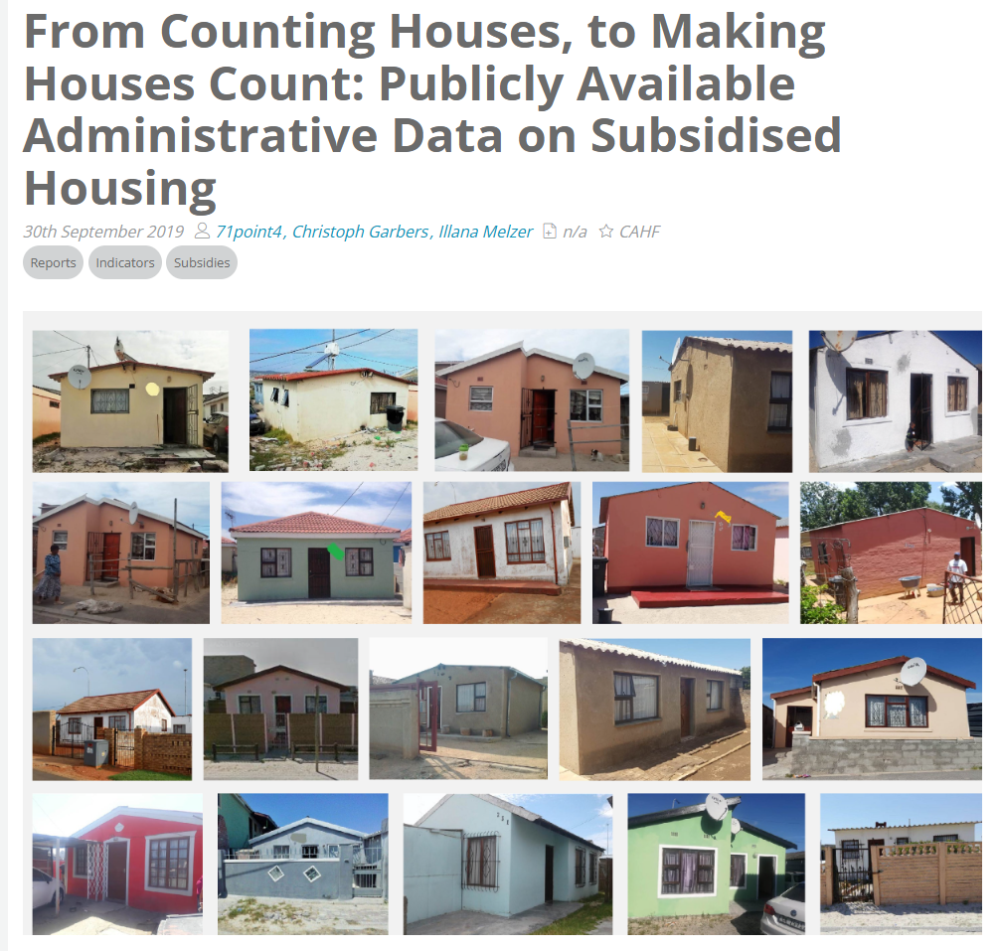 From Counting Houses, to Making
Houses Count: Publicly Available
Administrative Data on Subsidised
Housing
30th September 2019 71point4, Christoph Garbers, Illana Melzer n/a CAHF
Reports Indicators Subsidies